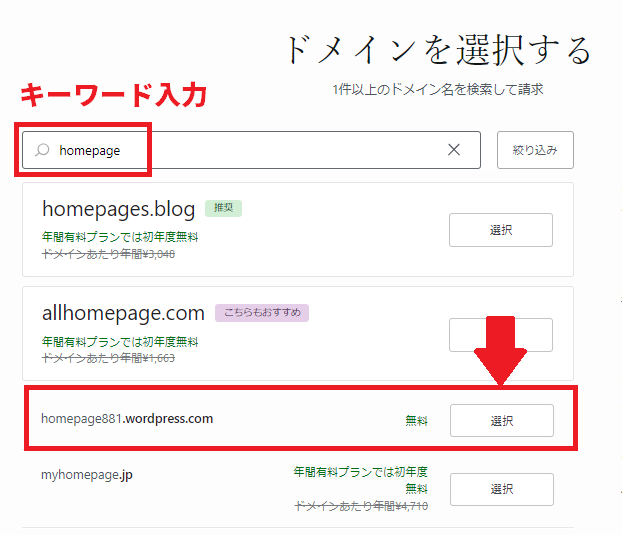 ドメインを選択する
1件以上のドメイン名を検索して請求
キーワード入力
homepage
絞り込み
homepages.blog 推奨
年間有料プランでは初年度無料
ドメインあたり年間¥3,048
選択
allhomepage.com こちらもおすすめ
年間有料プランでは初年度無料
ドメインあたり年間¥1,663
homepage881.wordpress.com
無料
選択
myhomepage.jp
年間有料プランでは初年度
無料
ドメインあたり年間¥4,710
選択